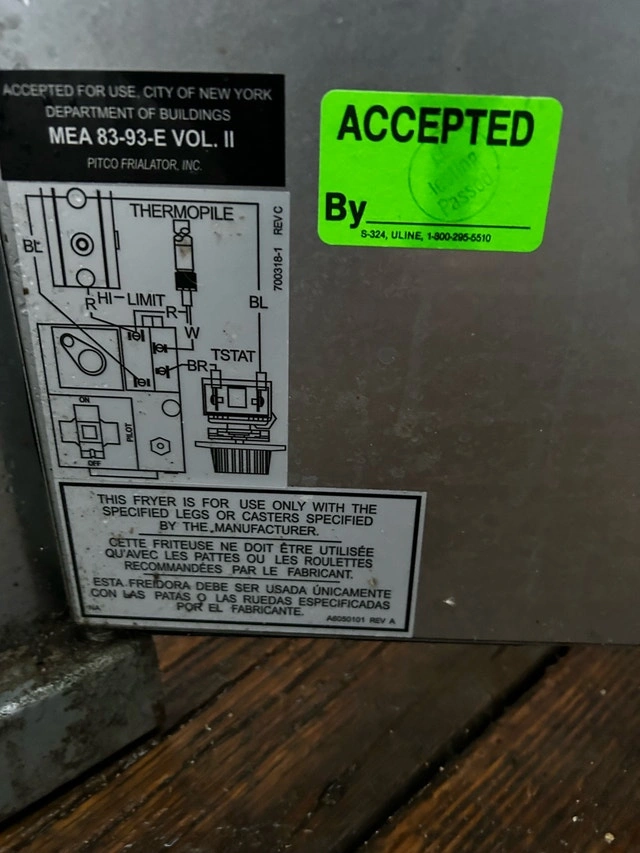 ACCEPTED FOR USE, CITY OF NEW YORK
DEPARTMENT OF BUILDINGS
MEA 83-93-E VOL. II
PITCO FRIALATOR, INC.
ACCEPTED
Testing
Passed
By
S-324, ULINE, 1-800-295-5510
THERMOPILE
700318-1 REV C
BL
R
HI-LIMIT
R
BL
W
TSTAT
BR
ON
PILOT
OFF
THIS FRYER IS FOR USE ONLY WITH THE
SPECIFIED LEGS OR CASTERS SPECIFIED
BY THE MANUFACTURER.
CETTE FRITEUSE NE DOIT ÊTRE UTILISÉE
QU'AVEC LES PATTES OU LES ROULETTES
RECOMMANDÉES PAR LE FABRICANT.
ESTA FREIDORA DEBE SER USADA ÚNICAMENTE
CON LAS PATAS O LAS RUEDAS ESPECIFICADAS
POR EL FABRICANTE.
A6050101 REV A